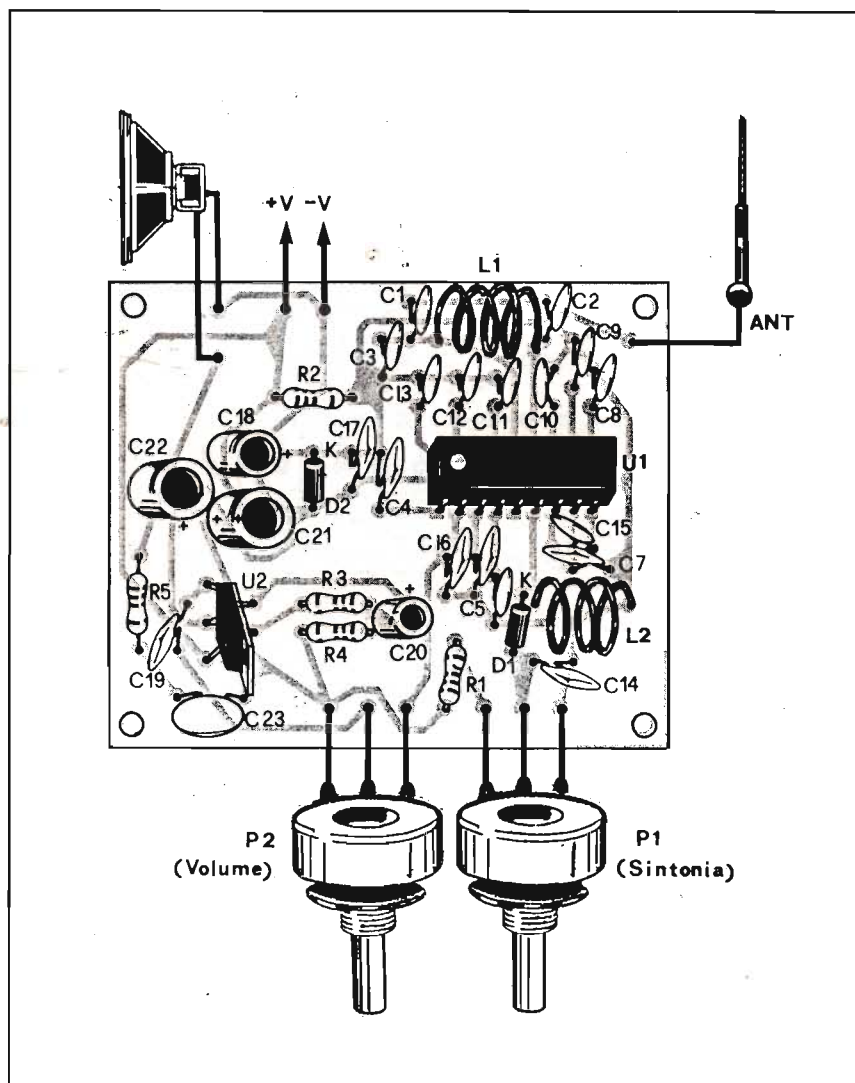 +V -V
L1
C1
C2
ANT
C9
C3
R2
C13
C12
C11
C10
C8
C18
C17
C22
K
U1
D2
C4
C21
C15
C16
C7
U2
R3
K
R5
C5
L2
R4
C20
D1
C19
R1
C14
C23
P2
(Volume)
P1
(Sintonia)